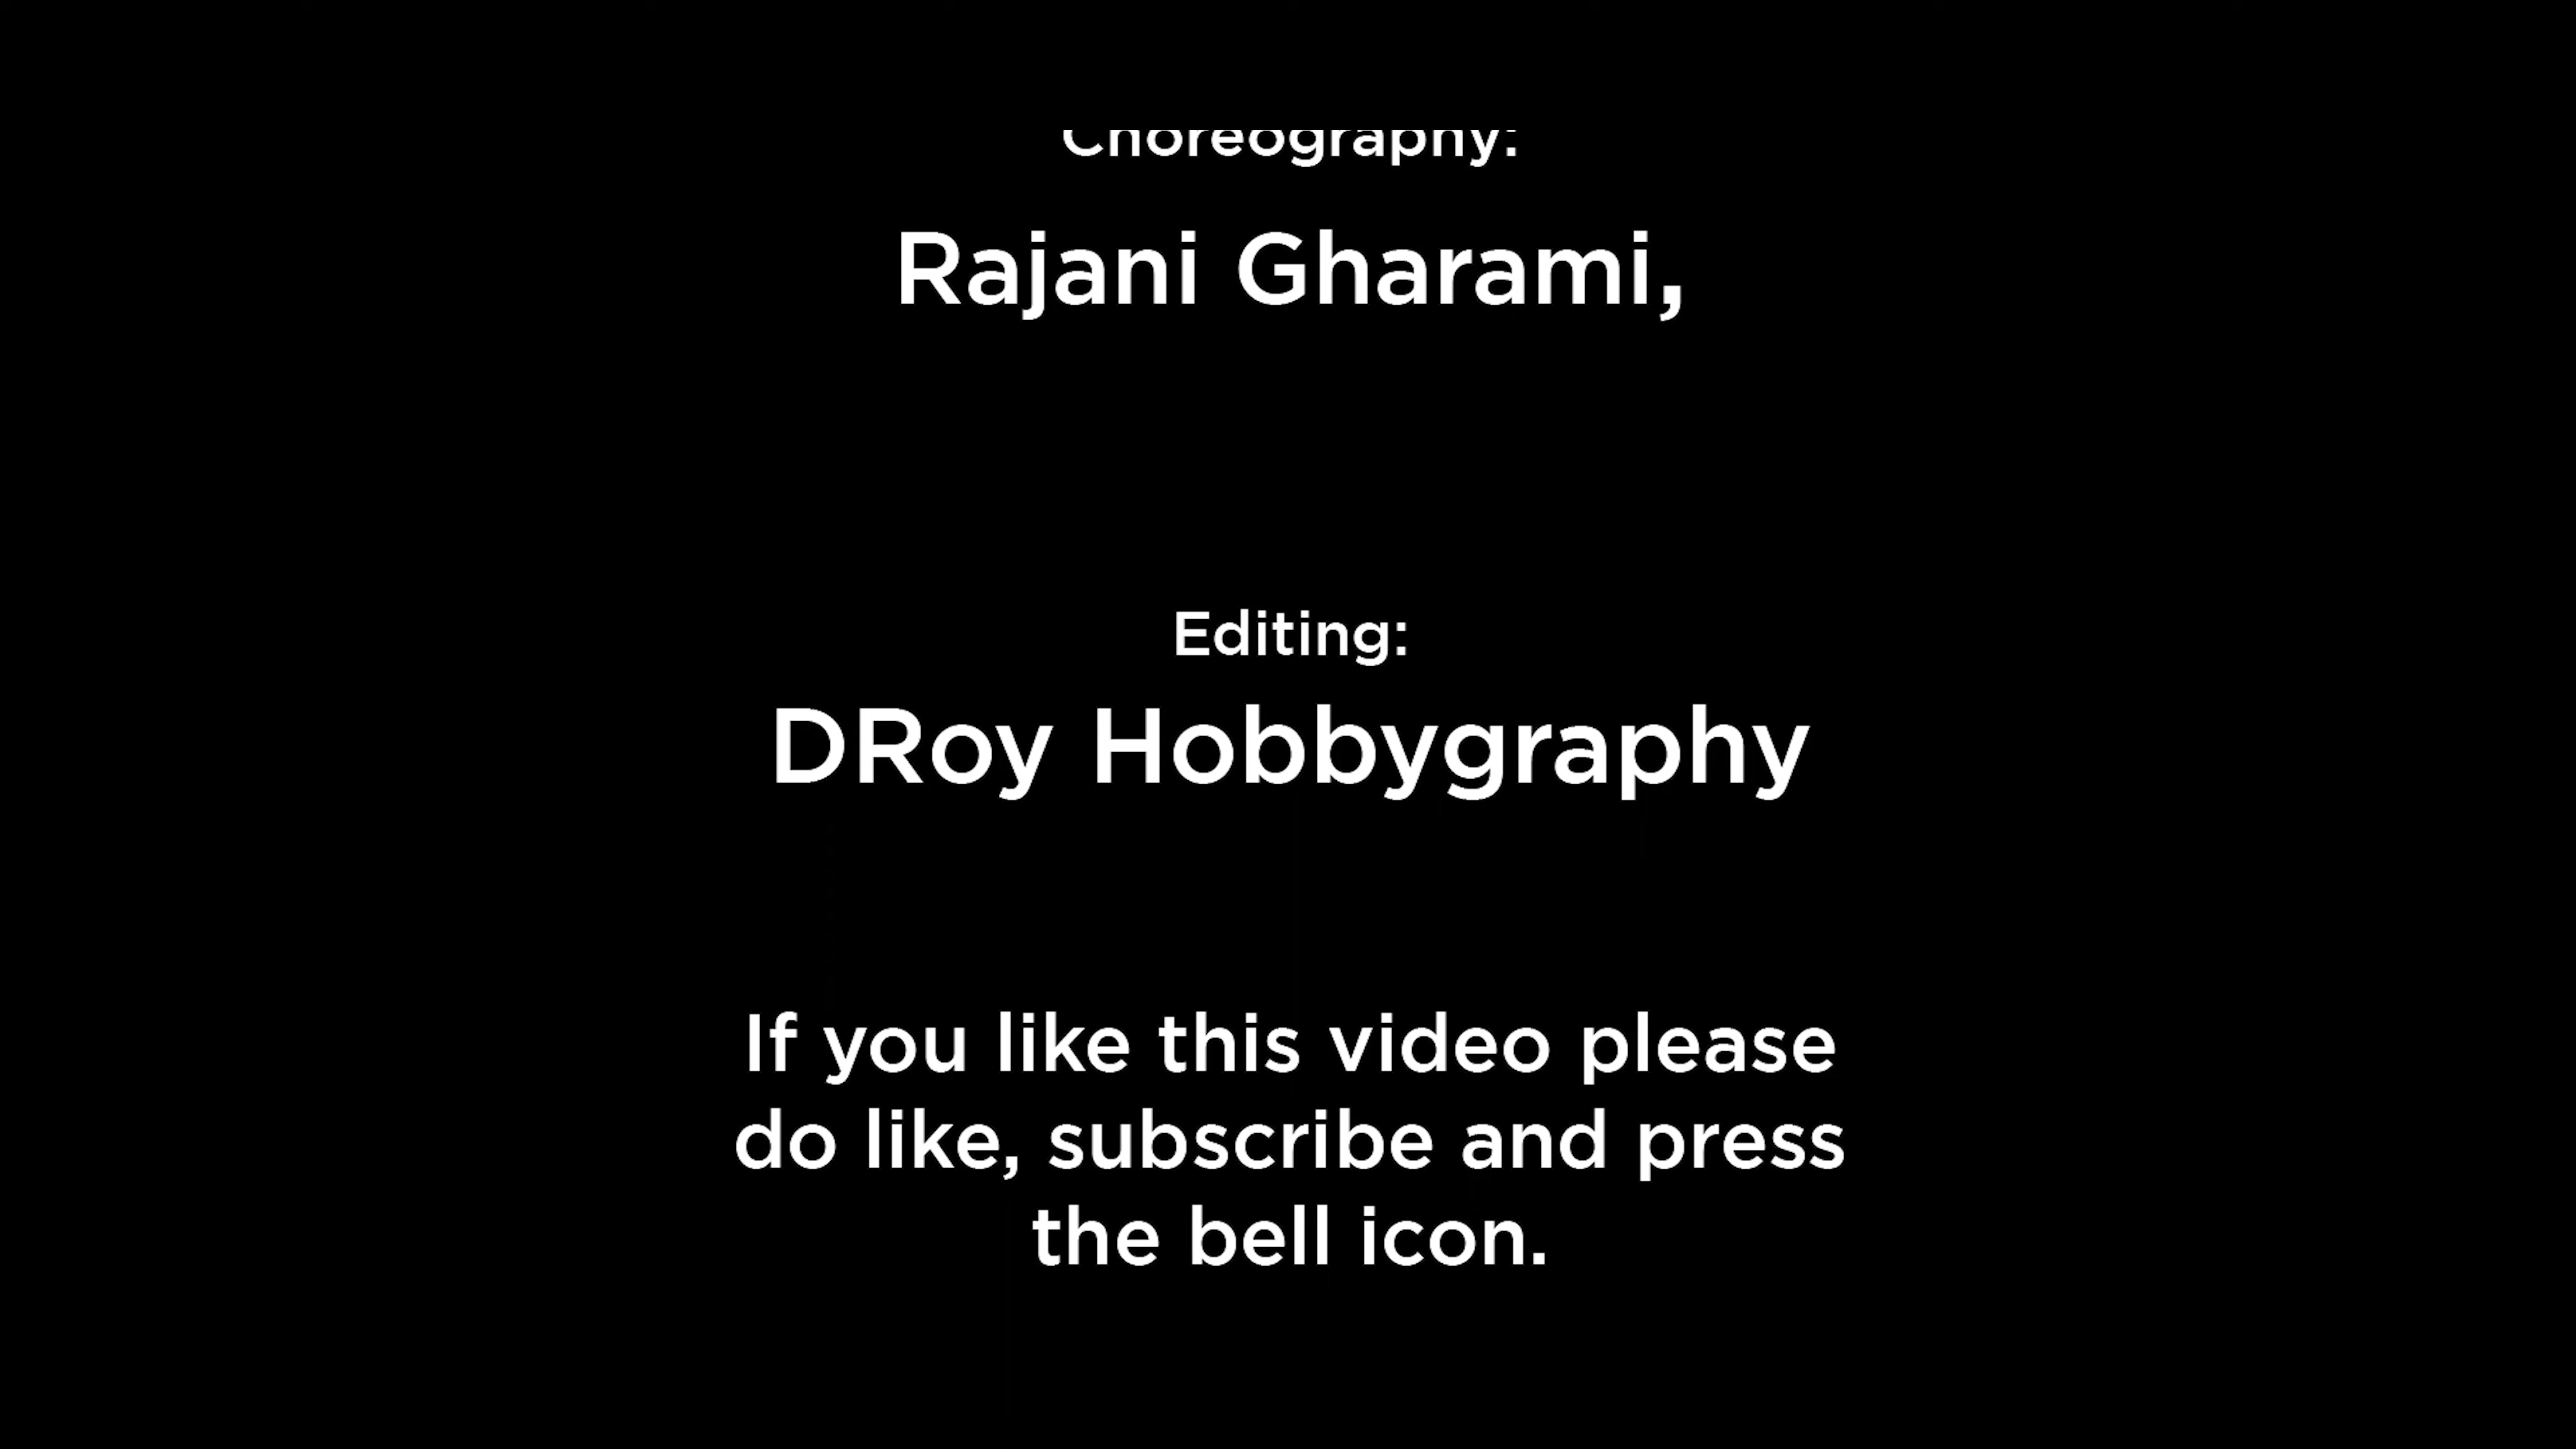 Choreography:
Rajani Gharami,
Editing:
DRoy Hobbygraphy
If you like this video please
do like, subscribe and press
the bell icon.